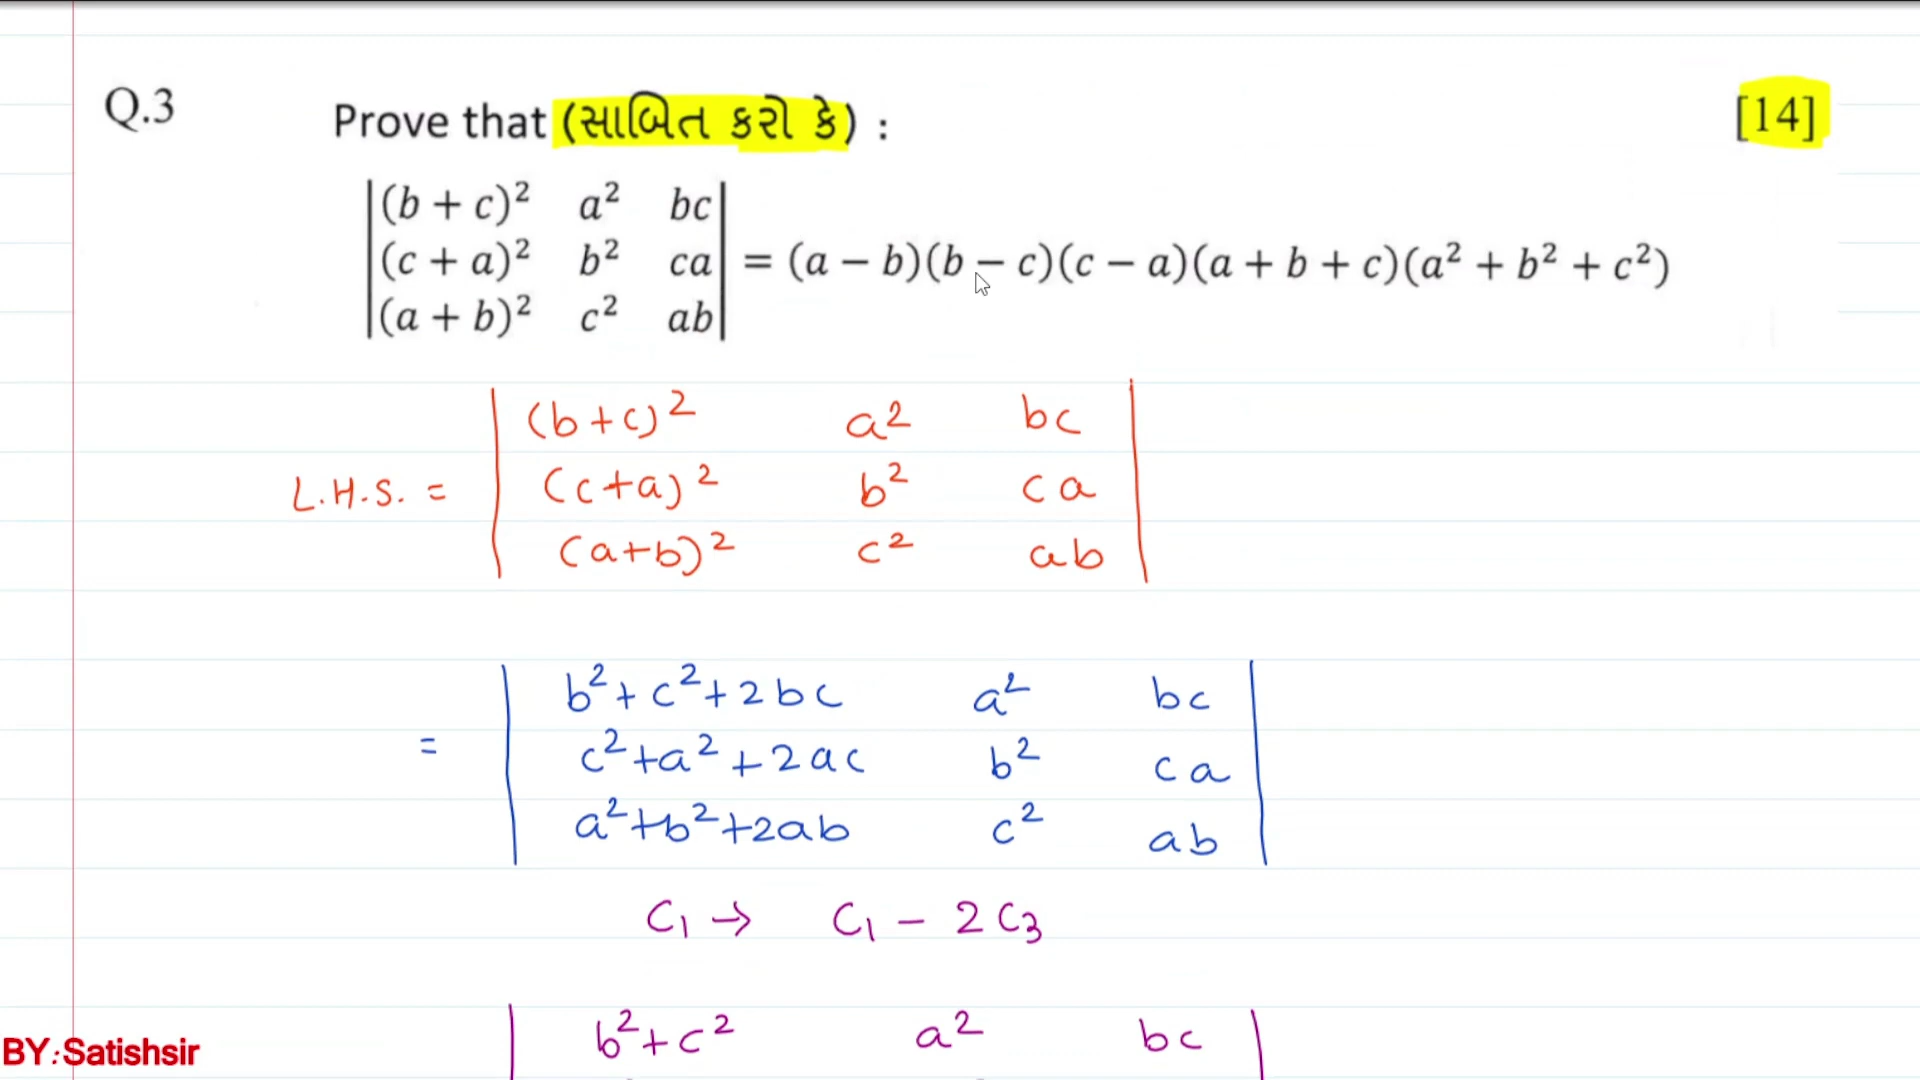 Q.3 Prove that (સાબિત કરો કે) : [14]
|(b + c)² a² bc|
|(c + a)² b² ca| = (a − b)(b − c)(c − a)(a + b + c)(a² + b² + c²)
|(a + b)² c² ab|
(b+c)² a² bc
L.H.S. = (c+a)² b² ca
(a+b)² c² ab
b²+c²+2bc a² bc
= c²+a²+2ac b² ca
a²+b²+2ab c² ab
C₁ → C₁ − 2C₃
b²+c² a² bc
BY:Satishsir